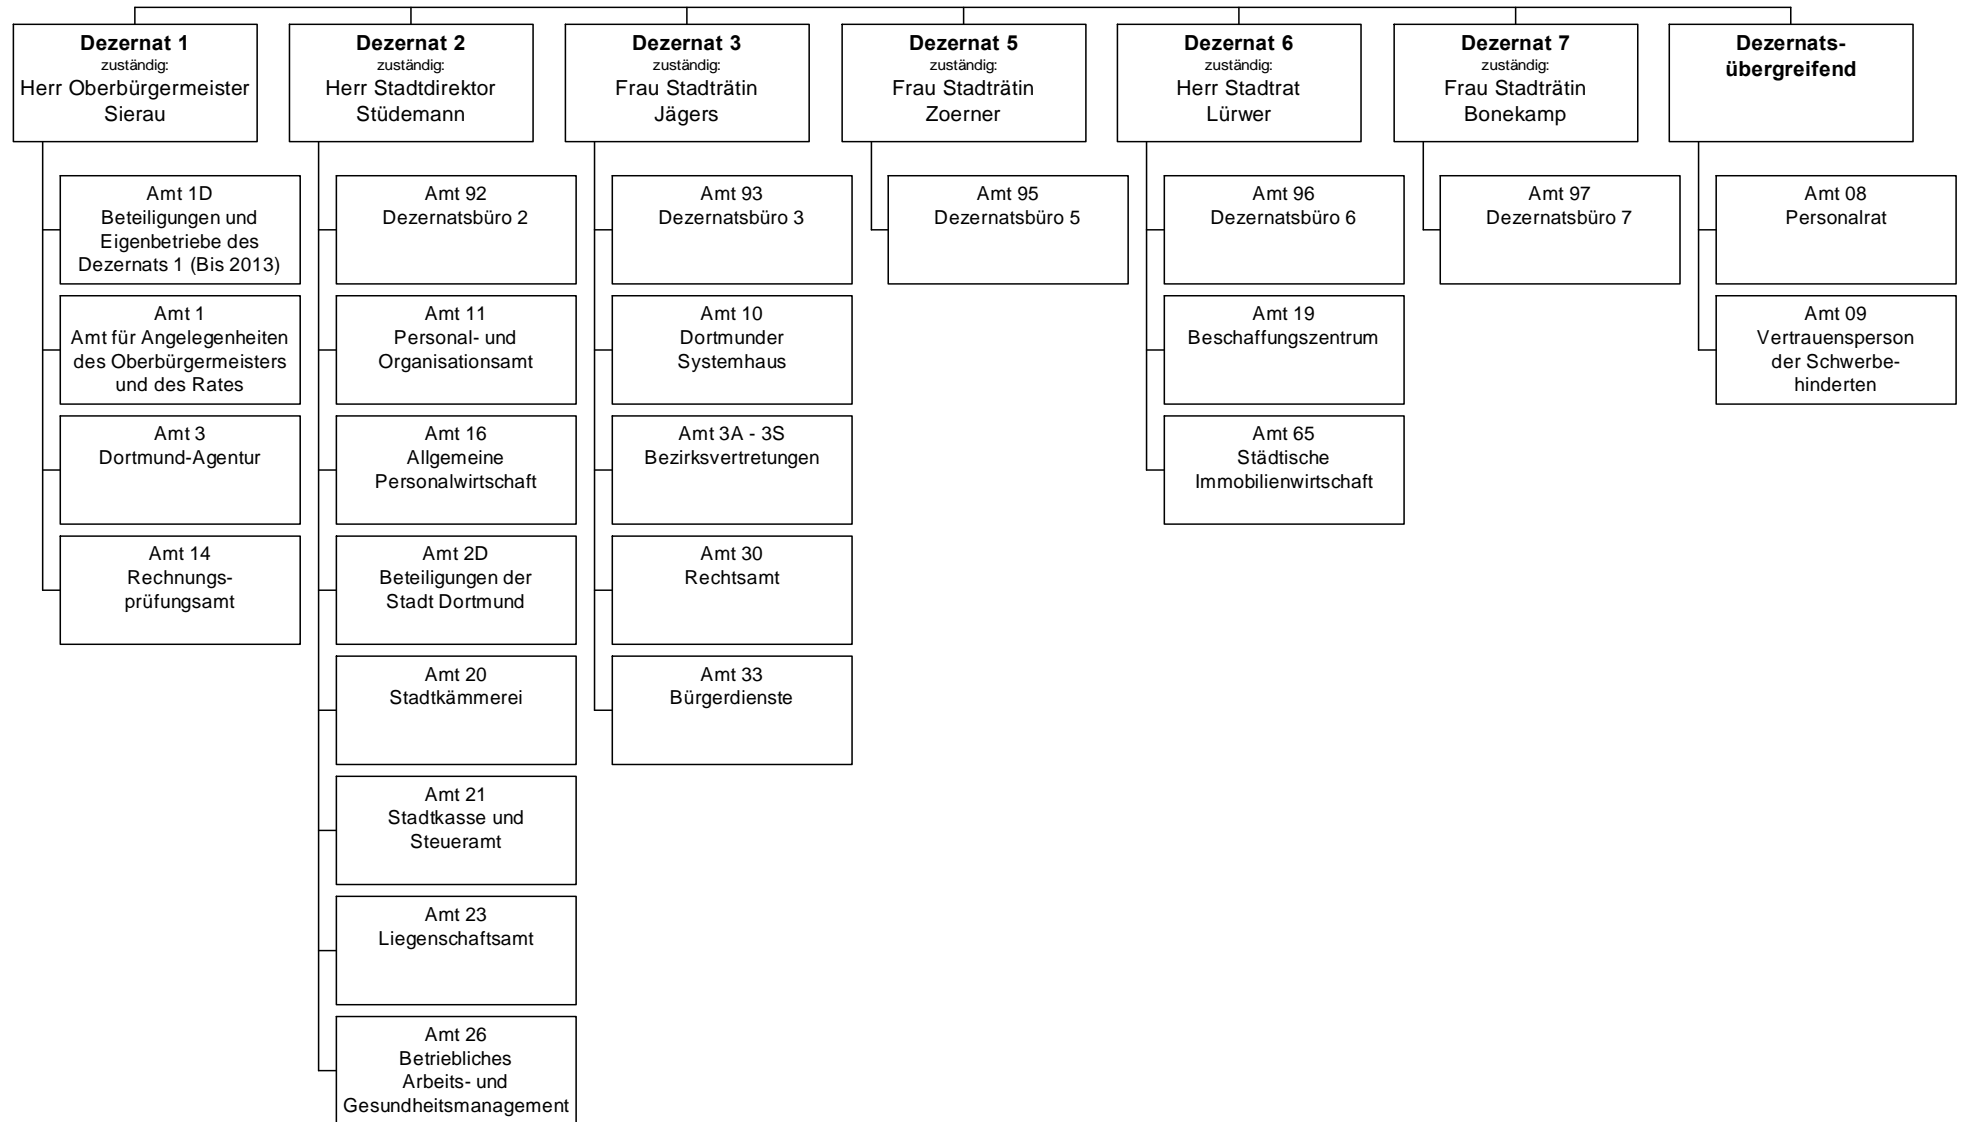 Dezernat 1
zuständig:
Herr Oberbürgermeister
Sierau
Amt 1D
Beteiligungen und
Eigenbetriebe des
Dezernats 1 (Bis 2013)
Amt 1
Amt für Angelegenheiten
des Oberbürgermeisters
und des Rates
Amt 3
Dortmund-Agentur
Amt 14
Rechnungs-
prüfungsamt
Dezernat 2
zuständig:
Herr Stadtdirektor
Stüdemann
Amt 92
Dezernatsbüro 2
Amt 11
Personal- und
Organisationsamt
Amt 16
Allgemeine
Personalwirtschaft
Amt 2D
Beteiligungen der
Stadt Dortmund
Amt 20
Stadtkämmerei
Amt 21
Stadtkasse und
Steueramt
Amt 23
Liegenschaftsamt
Amt 26
Betriebliches
Arbeits- und
Gesundheitsmanagement
Dezernat 3
zuständig:
Frau Stadträtin
Jägers
Amt 93
Dezernatsbüro 3
Amt 10
Dortmunder
Systemhaus
Amt 3A - 3S
Bezirksvertretungen
Amt 30
Rechtsamt
Amt 33
Bürgerdienste
Dezernat 5
zuständig:
Frau Stadträtin
Zoerner
Amt 95
Dezernatsbüro 5
Dezernat 6
zuständig:
Herr Stadtrat
Lürwer
Amt 96
Dezernatsbüro 6
Amt 19
Beschaffungszentrum
Amt 65
Städtische
Immobilienwirtschaft
Dezernat 7
zuständig:
Frau Stadträtin
Bonekamp
Amt 97
Dezernatsbüro 7
Dezernats-
übergreifend
Amt 08
Personalrat
Amt 09
Vertrauensperson
der Schwerbe-
hinderten